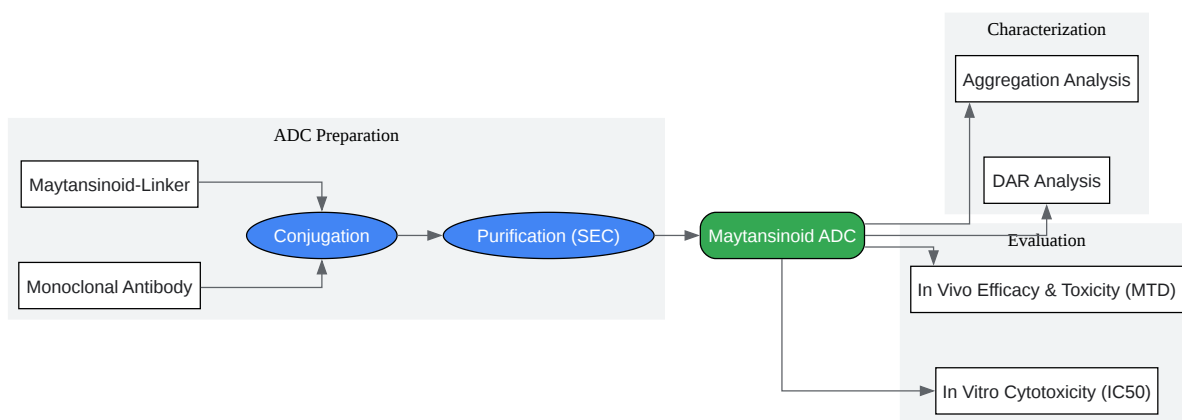 ADC Preparation
Maytansinoid-Linker
Monoclonal Antibody
Conjugation
Purification (SEC)
Maytansinoid ADC
Characterization
Aggregation Analysis
DAR Analysis
Evaluation
In Vivo Efficacy & Toxicity (MTD)
In Vitro Cytotoxicity (IC50)